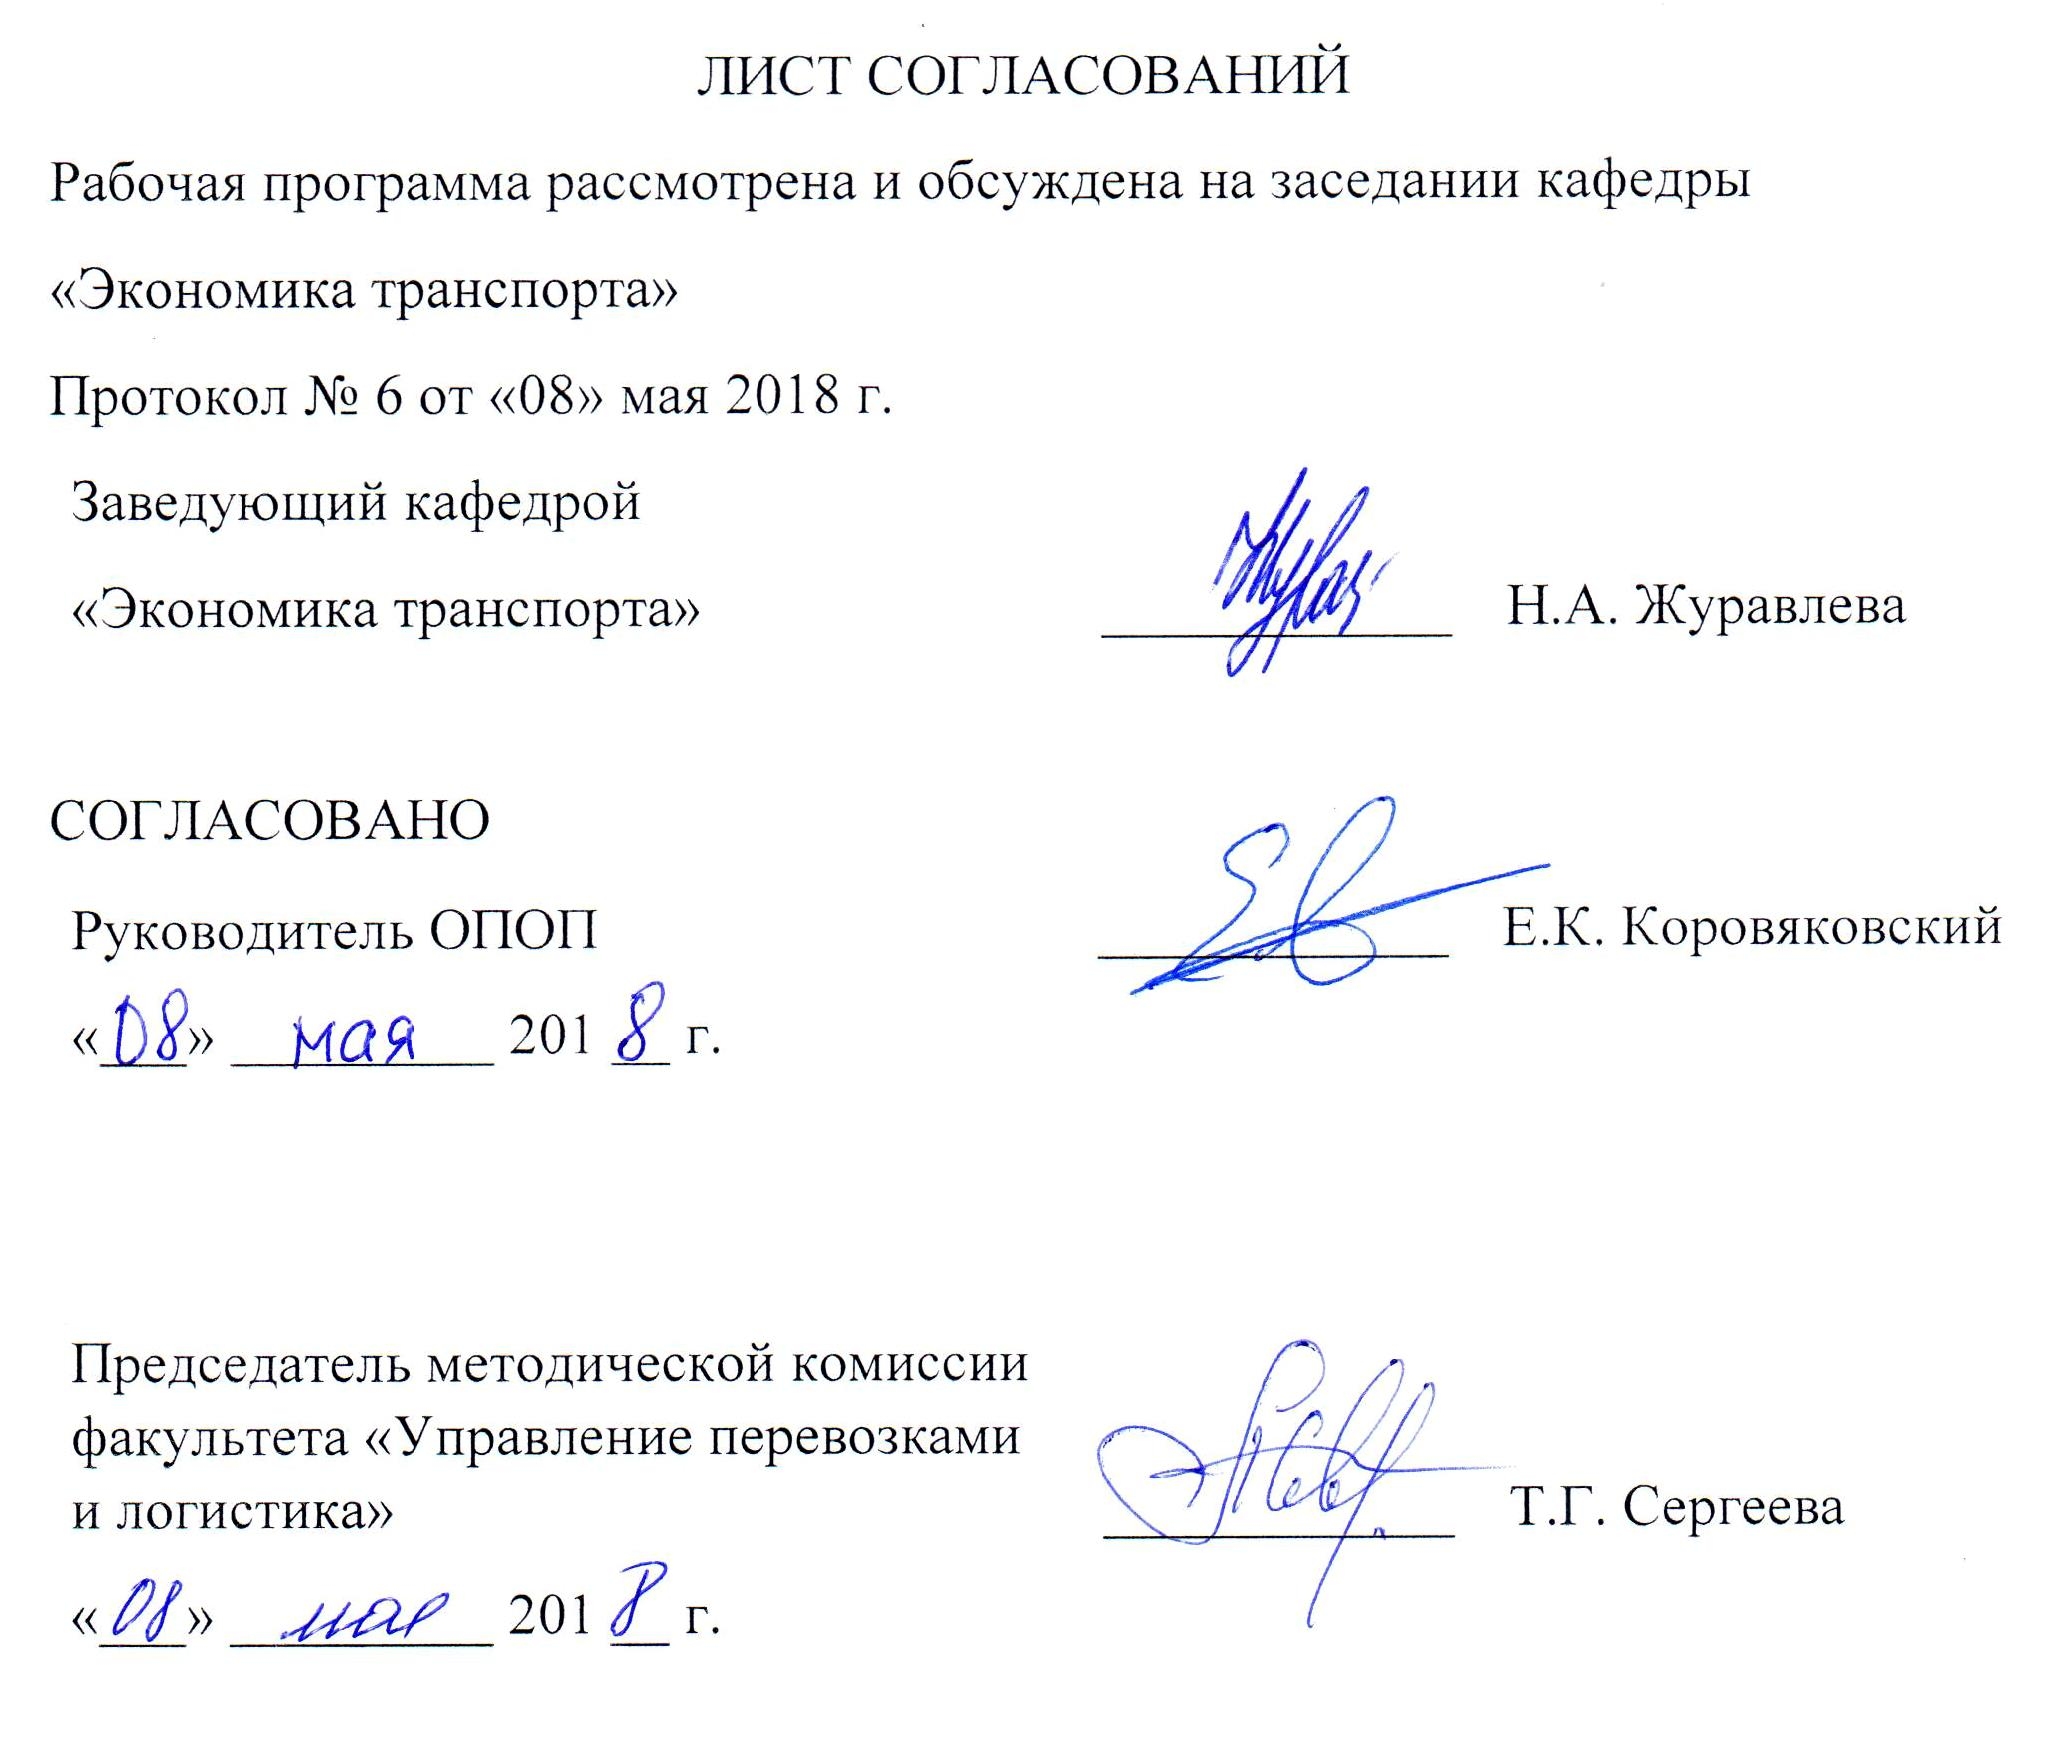 ЛИСТ СОГЛАСОВАНИЙ
Рабочая программа рассмотрена и обсуждена на заседании кафедры
«Экономика транспорта»
Протокол № 6 от «08» мая 2018 г.
Заведующий кафедрой
«Экономика транспорта» Н.А. Журавлева
СОГЛАСОВАНО
Руководитель ОПОП Е.К. Коровяковский
«08» мая 2018 г.
Председатель методической комиссии
факультета «Управление перевозками
и логистика» Т.Г. Сергеева
«08» мая 2018 г.